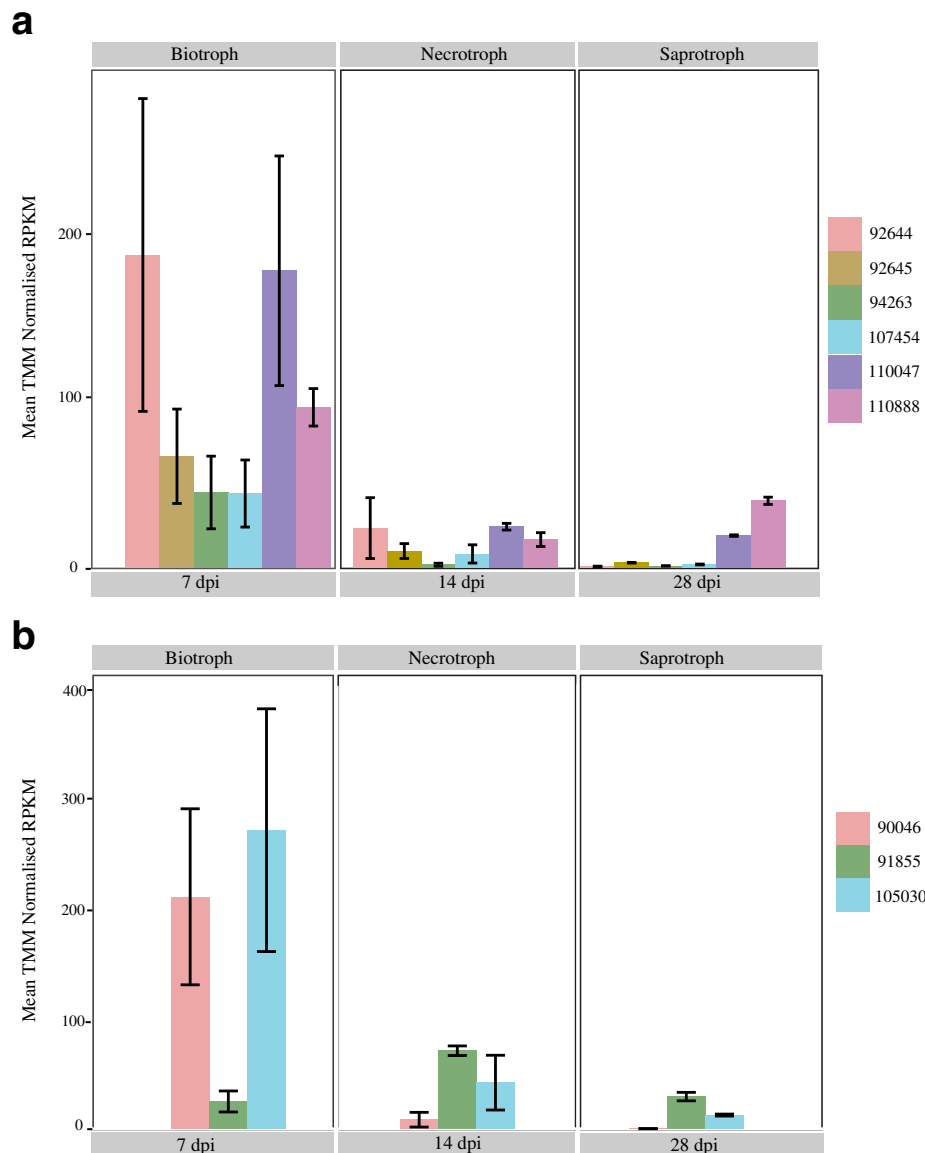 a
Biotroph Necrotroph Saprotroph
Mean TMM Normalised RPKM
200
100
0
92644
92645
94263
107454
110047
110888
7 dpi 14 dpi 28 dpi
b
Biotroph Necrotroph Saprotroph
Mean TMM Normalised RPKM
400
300
200
100
0
90046
91855
105030
7 dpi 14 dpi 28 dpi